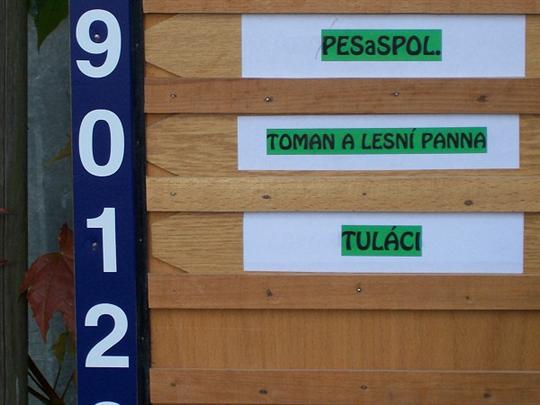 9 PESaSPOL.
0 TOMAN A LESNÍ PANNA
1 TULÁCI
2